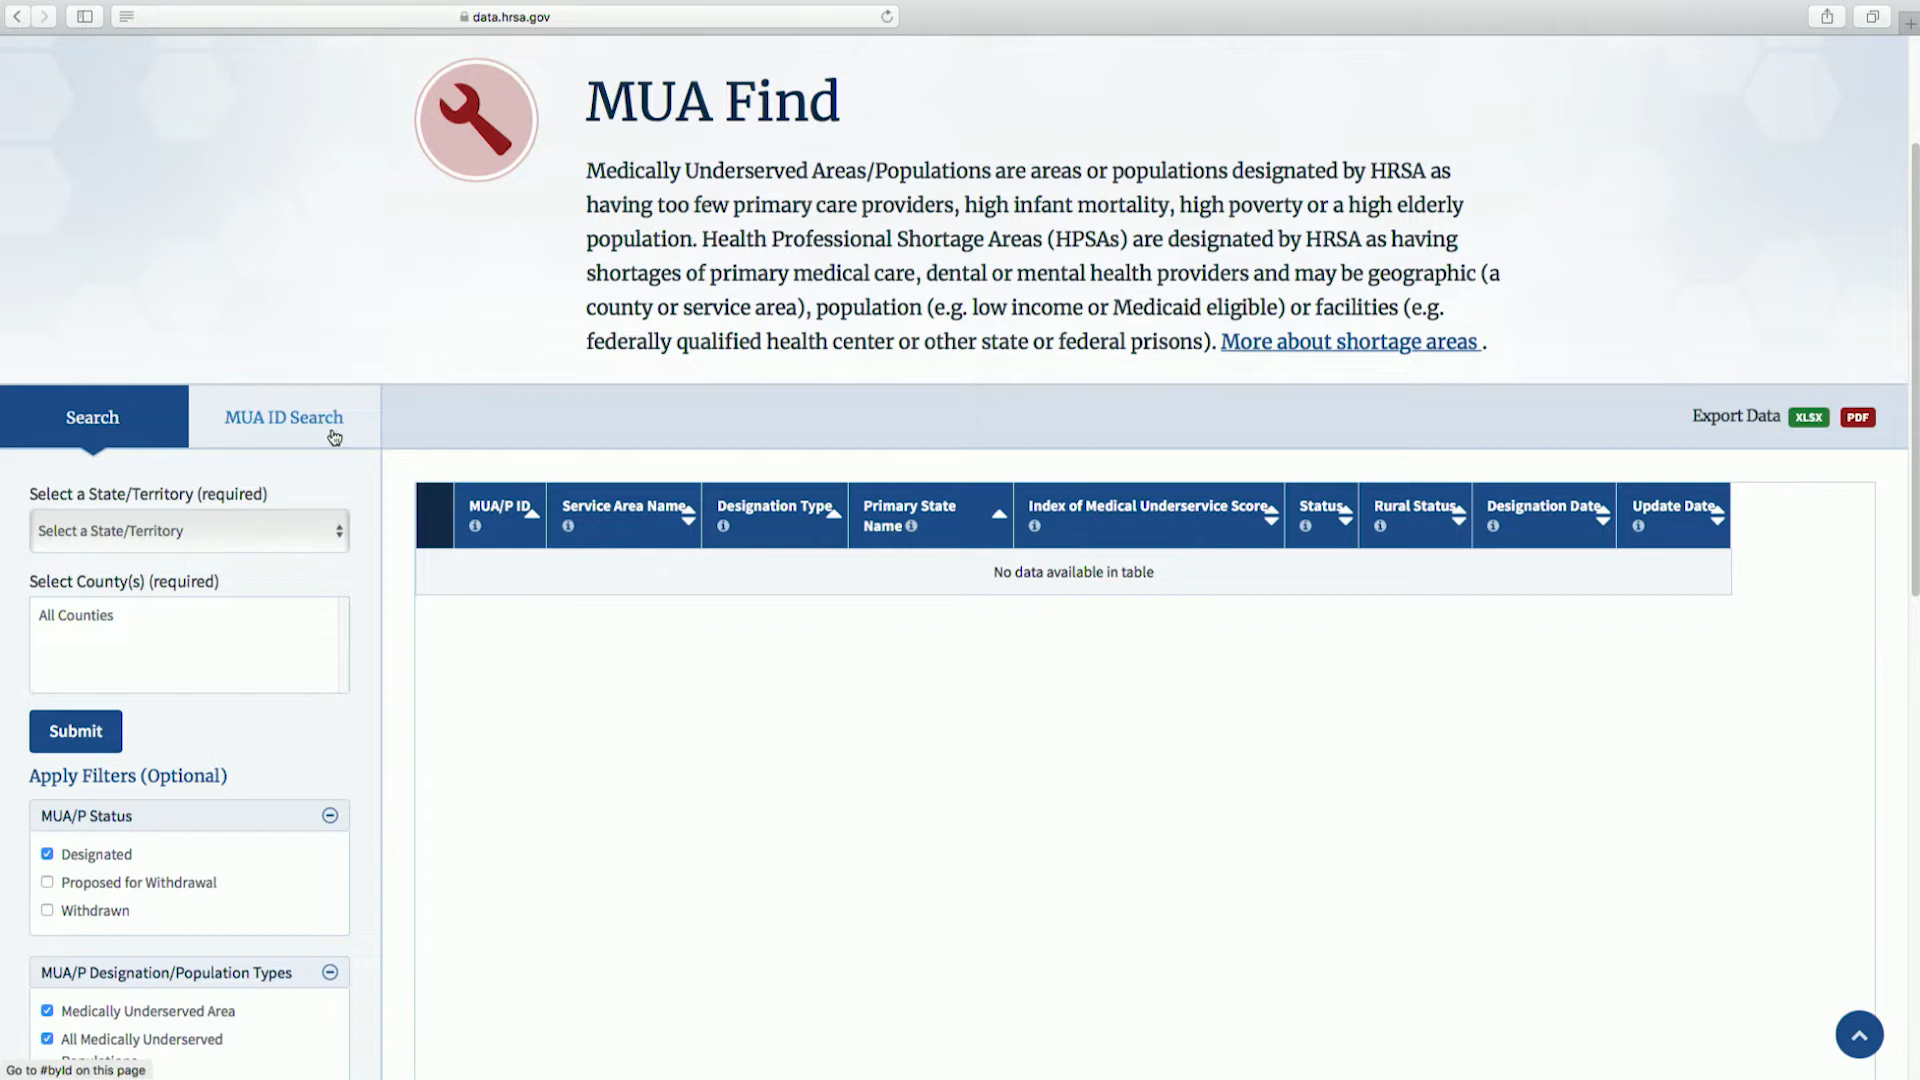 data.hrsa.gov
MUA Find
Medically Underserved Areas/Populations are areas or populations designated by HRSA as
having too few primary care providers, high infant mortality, high poverty or a high elderly
population. Health Professional Shortage Areas (HPSAs) are designated by HRSA as having
shortages of primary medical care, dental or mental health providers and may be geographic (a
county or service area), population (e.g. low income or Medicaid eligible) or facilities (e.g.
federally qualified health center or other state or federal prisons). More about shortage areas .
Search
MUA ID Search
Export Data XLSX PDF
Select a State/Territory (required)
Select a State/Territory
Select County(s) (required)
All Counties
Submit
Apply Filters (Optional)
MUA/P Status
Designated
Proposed for Withdrawal
Withdrawn
MUA/P Designation/Population Types
Medically Underserved Area
All Medically Underserved
Populations
MUA/P ID
Service Area Name
Designation Type
Primary State
Name
Index of Medical Underservice Score
Status
Rural Status
Designation Date
Update Date
No data available in table
Go to #byId on this page